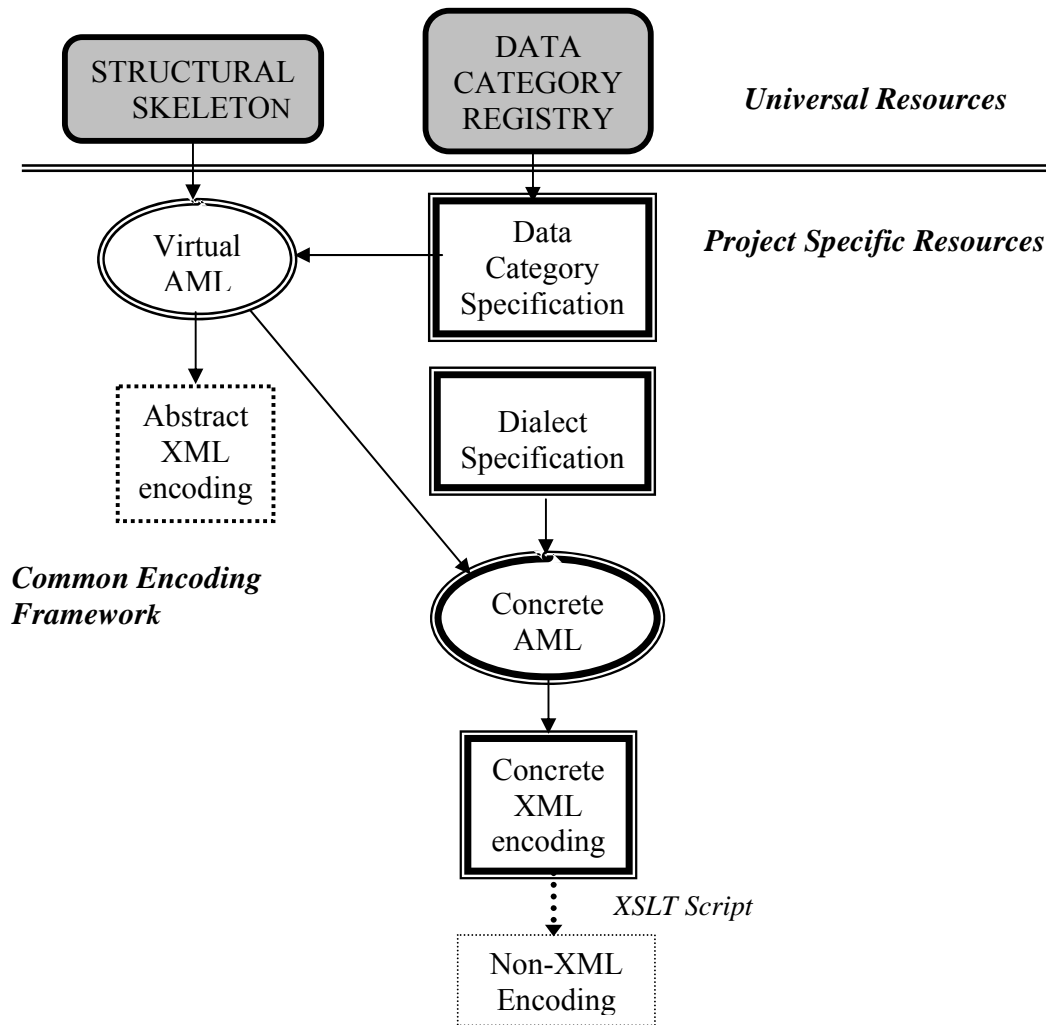 STRUCTURAL
SKELETON
DATA
CATEGORY
REGISTRY
Universal Resources
Virtual
AML
Data
Category
Specification
Project Specific Resources
Abstract
XML
encoding
Dialect
Specification
Common Encoding
Framework
Concrete
AML
Concrete
XML
encoding
XSLT Script
Non-XML
Encoding